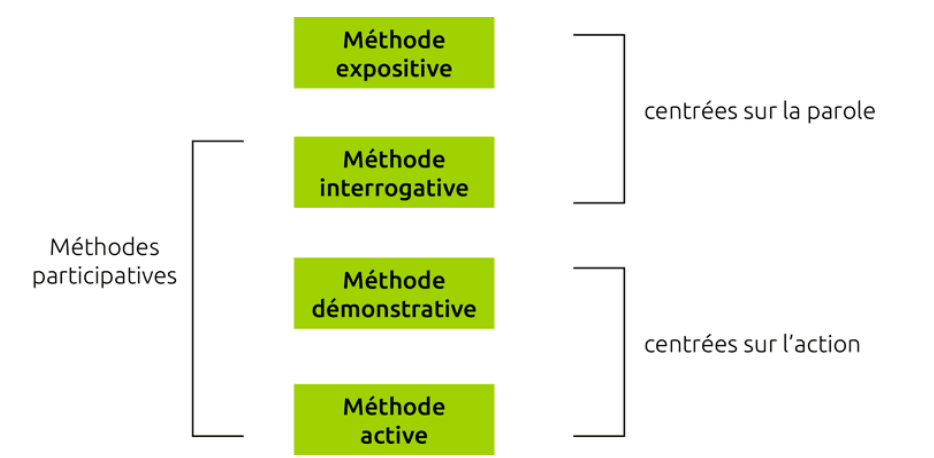 Méthode
expositive
centrées sur la parole
Méthode
interrogative
Méthodes
participatives
Méthode
démonstrative
centrées sur l’action
Méthode
active